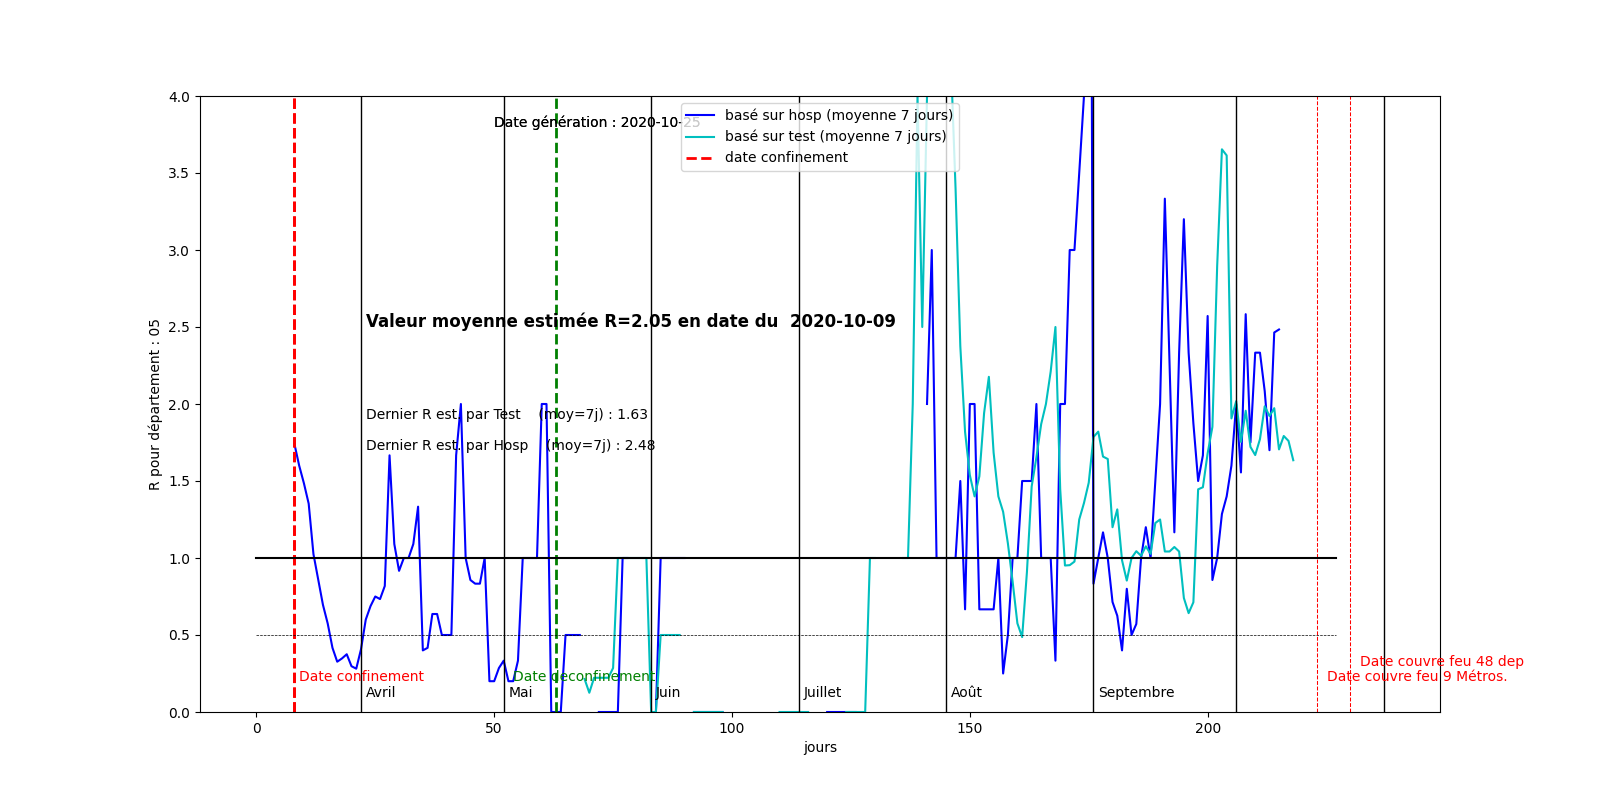 4.0
3.5
3.0
2.5
2.0
1.5
1.0
0.5
0.0
R pour département : 05
Date génération : 2020-10-25
basé sur hosp (moyenne 7 jours)
basé sur test (moyenne 7 jours)
date confinement
Valeur moyenne estimée R=2.05 en date du  2020-10-09
Dernier R est. par Test    (moy=7j) : 1.63
Dernier R est. par Hosp    (moy=7j) : 2.48
Date couvre feu 48 dep
Date confinement
Date déconfinement
Date couvre feu 9 Métros.
Avril
Mai
Juin
Juillet
Août
Septembre
0
50
100
150
200
jours